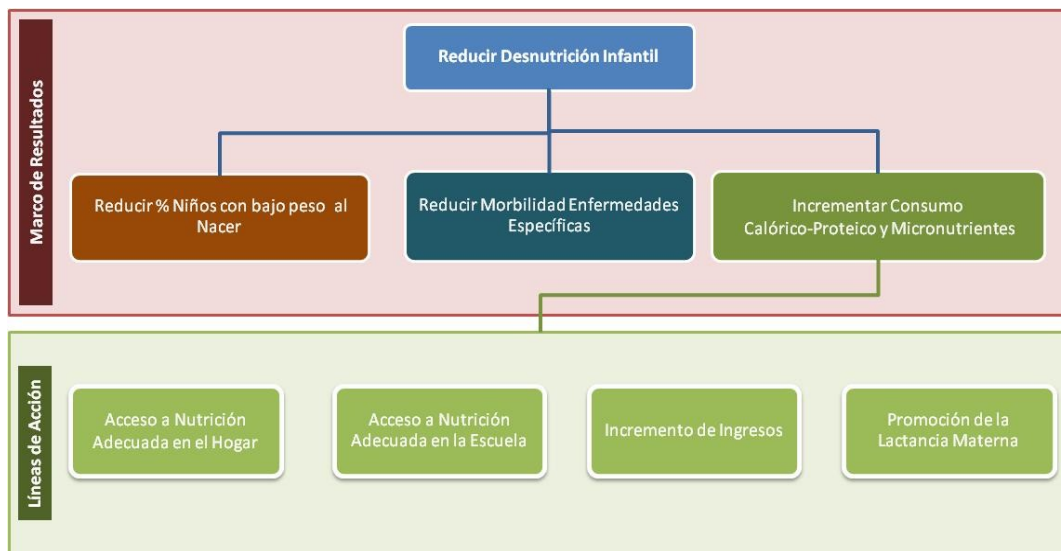 Marco de Resultados
Reducir Desnutrición Infantil
Reducir % Niños con bajo peso al
Nacer
Reducir Morbilidad Enfermedades
Específicas
Incrementar Consumo
Calórico-Proteico y Micronutrientes
Líneas de Acción
Acceso a Nutrición
Adecuada en el Hogar
Acceso a Nutrición
Adecuada en la Escuela
Incremento de Ingresos
Promoción de la
Lactancia Materna